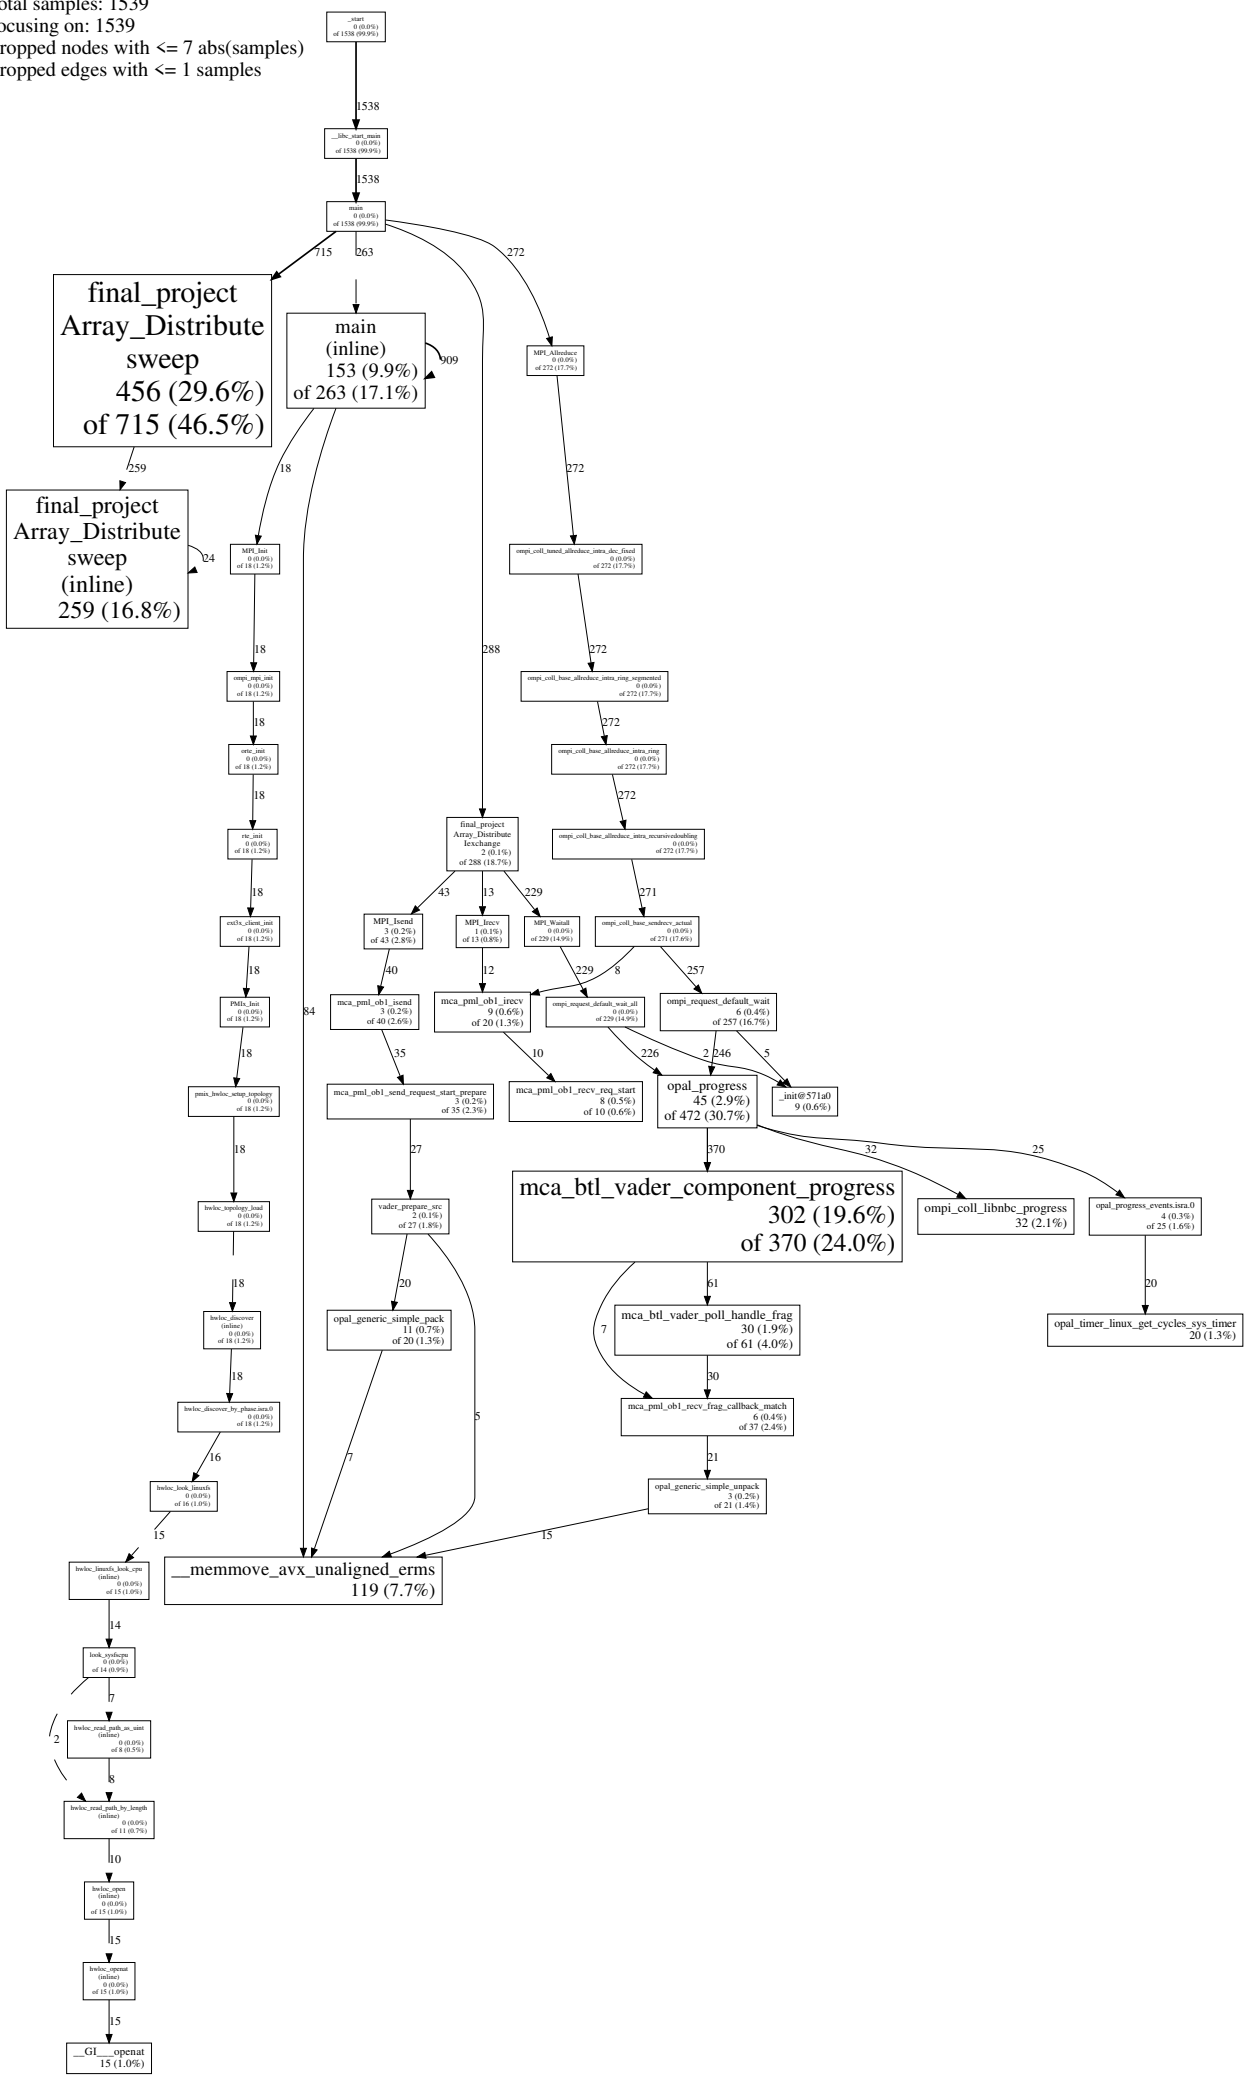 otal samples: 1539
ocusing on: 1539
ropped nodes with <= 7 abs(samples)
ropped edges with <= 1 samples
_start
0 (0.0%)
of 1538 (99.9%)
1538
__libc_start_main
0 (0.0%)
of 1538 (99.9%)
1538
main
0 (0.0%)
of 1538 (99.9%)
715
263
272
final_project
Array_Distribute
sweep
456 (29.6%)
of 715 (46.5%)
main
(inline)
153 (9.9%)
of 263 (17.1%)
909
MPI_Allreduce
0 (0.0%)
of 272 (17.7%)
259
18
272
final_project
Array_Distribute
sweep
(inline)
259 (16.8%)
24
MPI_Init
0 (0.0%)
of 18 (1.2%)
ompi_coll_tuned_allreduce_intra_dec_fixed
0 (0.0%)
of 272 (17.7%)
18
288
272
ompi_mpi_init
0 (0.0%)
of 18 (1.2%)
ompi_coll_base_allreduce_intra_ring_segmented
0 (0.0%)
of 272 (17.7%)
18
272
orte_init
0 (0.0%)
of 18 (1.2%)
ompi_coll_base_allreduce_intra_ring
0 (0.0%)
of 272 (17.7%)
18
272
rte_init
0 (0.0%)
of 18 (1.2%)
final_project
Array_Distribute
Iexchange
2 (0.1%)
of 288 (18.7%)
ompi_coll_base_allreduce_intra_recursivedoubling
0 (0.0%)
of 272 (17.7%)
18
43
13
229
271
ext3x_client_init
0 (0.0%)
of 18 (1.2%)
MPI_Isend
3 (0.2%)
of 43 (2.8%)
MPI_Irecv
1 (0.1%)
of 13 (0.8%)
MPI_Waitall
0 (0.0%)
of 229 (14.9%)
ompi_coll_base_sendrecv_actual
0 (0.0%)
of 271 (17.6%)
18
40
12
229
8
257
PMIx_Init
0 (0.0%)
of 18 (1.2%)
84
mca_pml_ob1_isend
3 (0.2%)
of 40 (2.6%)
mca_pml_ob1_irecv
9 (0.6%)
of 20 (1.3%)
ompi_request_default_wait_all
0 (0.0%)
of 229 (14.9%)
ompi_request_default_wait
6 (0.4%)
of 257 (16.7%)
18
35
10
226
2
246
5
pmix_hwloc_setup_topology
0 (0.0%)
of 18 (1.2%)
mca_pml_ob1_send_request_start_prepare
3 (0.2%)
of 35 (2.3%)
mca_pml_ob1_recv_req_start
8 (0.5%)
of 10 (0.6%)
opal_progress
45 (2.9%)
of 472 (30.7%)
_init@571a0
9 (0.6%)
18
27
370
32
25
hwloc_topology_load
0 (0.0%)
of 18 (1.2%)
vader_prepare_src
2 (0.1%)
of 27 (1.8%)
mca_btl_vader_component_progress
302 (19.6%)
of 370 (24.0%)
ompi_coll_libnbc_progress
32 (2.1%)
opal_progress_events.isra.0
4 (0.3%)
of 25 (1.6%)
18
20
61
20
hwloc_discover
(inline)
0 (0.0%)
of 18 (1.2%)
opal_generic_simple_pack
11 (0.7%)
of 20 (1.3%)
7
mca_btl_vader_poll_handle_frag
30 (1.9%)
of 61 (4.0%)
opal_timer_linux_get_cycles_sys_timer
20 (1.3%)
18
30
hwloc_discover_by_phase.isra.0
0 (0.0%)
of 18 (1.2%)
5
mca_pml_ob1_recv_frag_callback_match
6 (0.4%)
of 37 (2.4%)
16
7
21
hwloc_look_linuxfs
0 (0.0%)
of 16 (1.0%)
opal_generic_simple_unpack
3 (0.2%)
of 21 (1.4%)
15
15
hwloc_linuxfs_look_cpu
(inline)
0 (0.0%)
of 15 (1.0%)
__memmove_avx_unaligned_erms
119 (7.7%)
14
look_sysfscpu
0 (0.0%)
of 14 (0.9%)
7
2
hwloc_read_path_as_uint
(inline)
0 (0.0%)
of 8 (0.5%)
8
hwloc_read_path_by_length
(inline)
0 (0.0%)
of 11 (0.7%)
10
hwloc_open
(inline)
0 (0.0%)
of 15 (1.0%)
15
hwloc_openat
(inline)
0 (0.0%)
of 15 (1.0%)
15
__GI___openat
15 (1.0%)